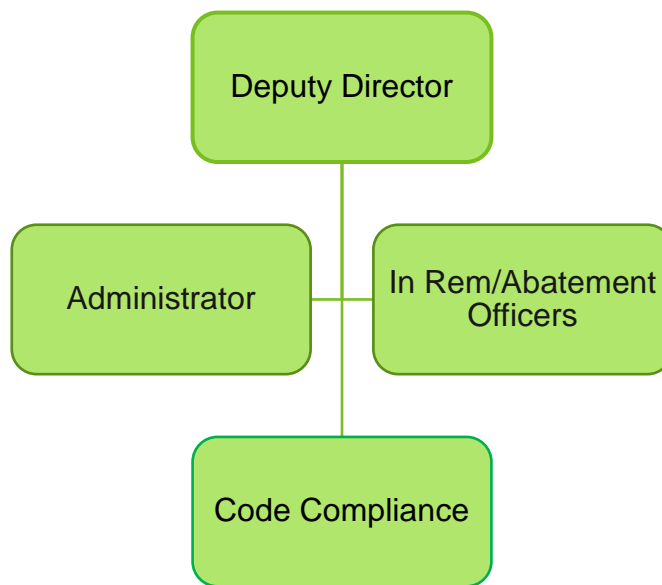 Deputy Director
Administrator
In Rem/Abatement
Officers
Code Compliance